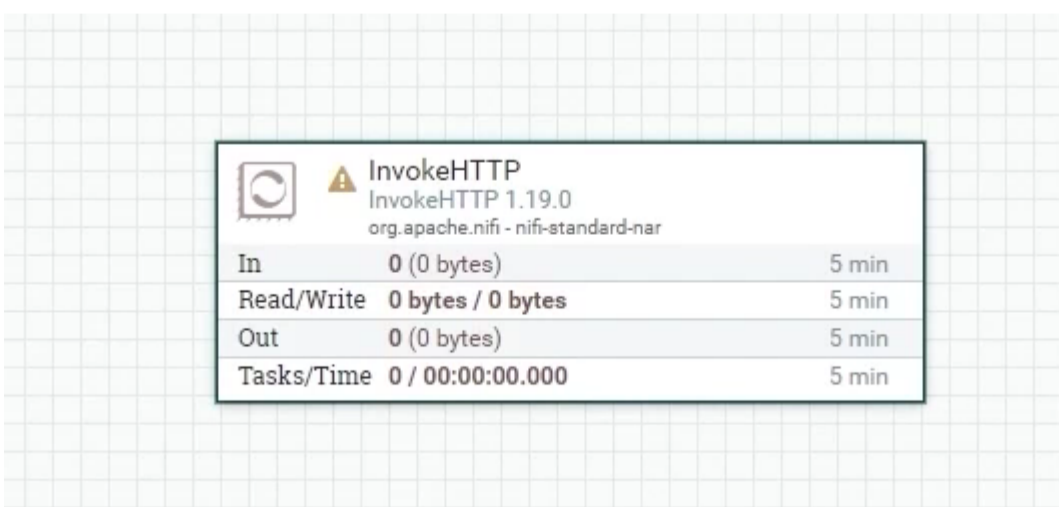 InvokeHTTP
InvokeHTTP 1.19.0
org.apache.nifi - nifi-standard-nar
In 0 (0 bytes) 5 min
Read/Write 0 bytes / 0 bytes 5 min
Out 0 (0 bytes) 5 min
Tasks/Time 0 / 00:00:00.000 5 min